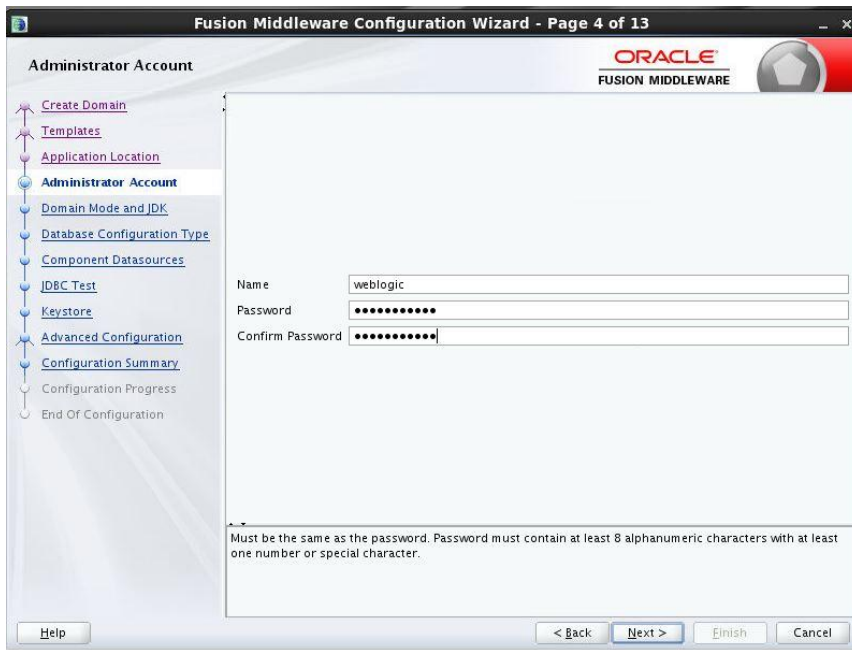 Fusion Middleware Configuration Wizard - Page 4 of 13
Administrator Account
ORACLE
FUSION MIDDLEWARE
Create Domain
Templates
Application Location
Administrator Account
Domain Mode and JDK
Database Configuration Type
Component Datasources
JDBC Test
Keystore
Advanced Configuration
Configuration Summary
Configuration Progress
End Of Configuration
Name weblogic
Password •••••••••••
Confirm Password •••••••••••
Must be the same as the password. Password must contain at least 8 alphanumeric characters with at least
one number or special character.
Help
< Back Next > Finish Cancel